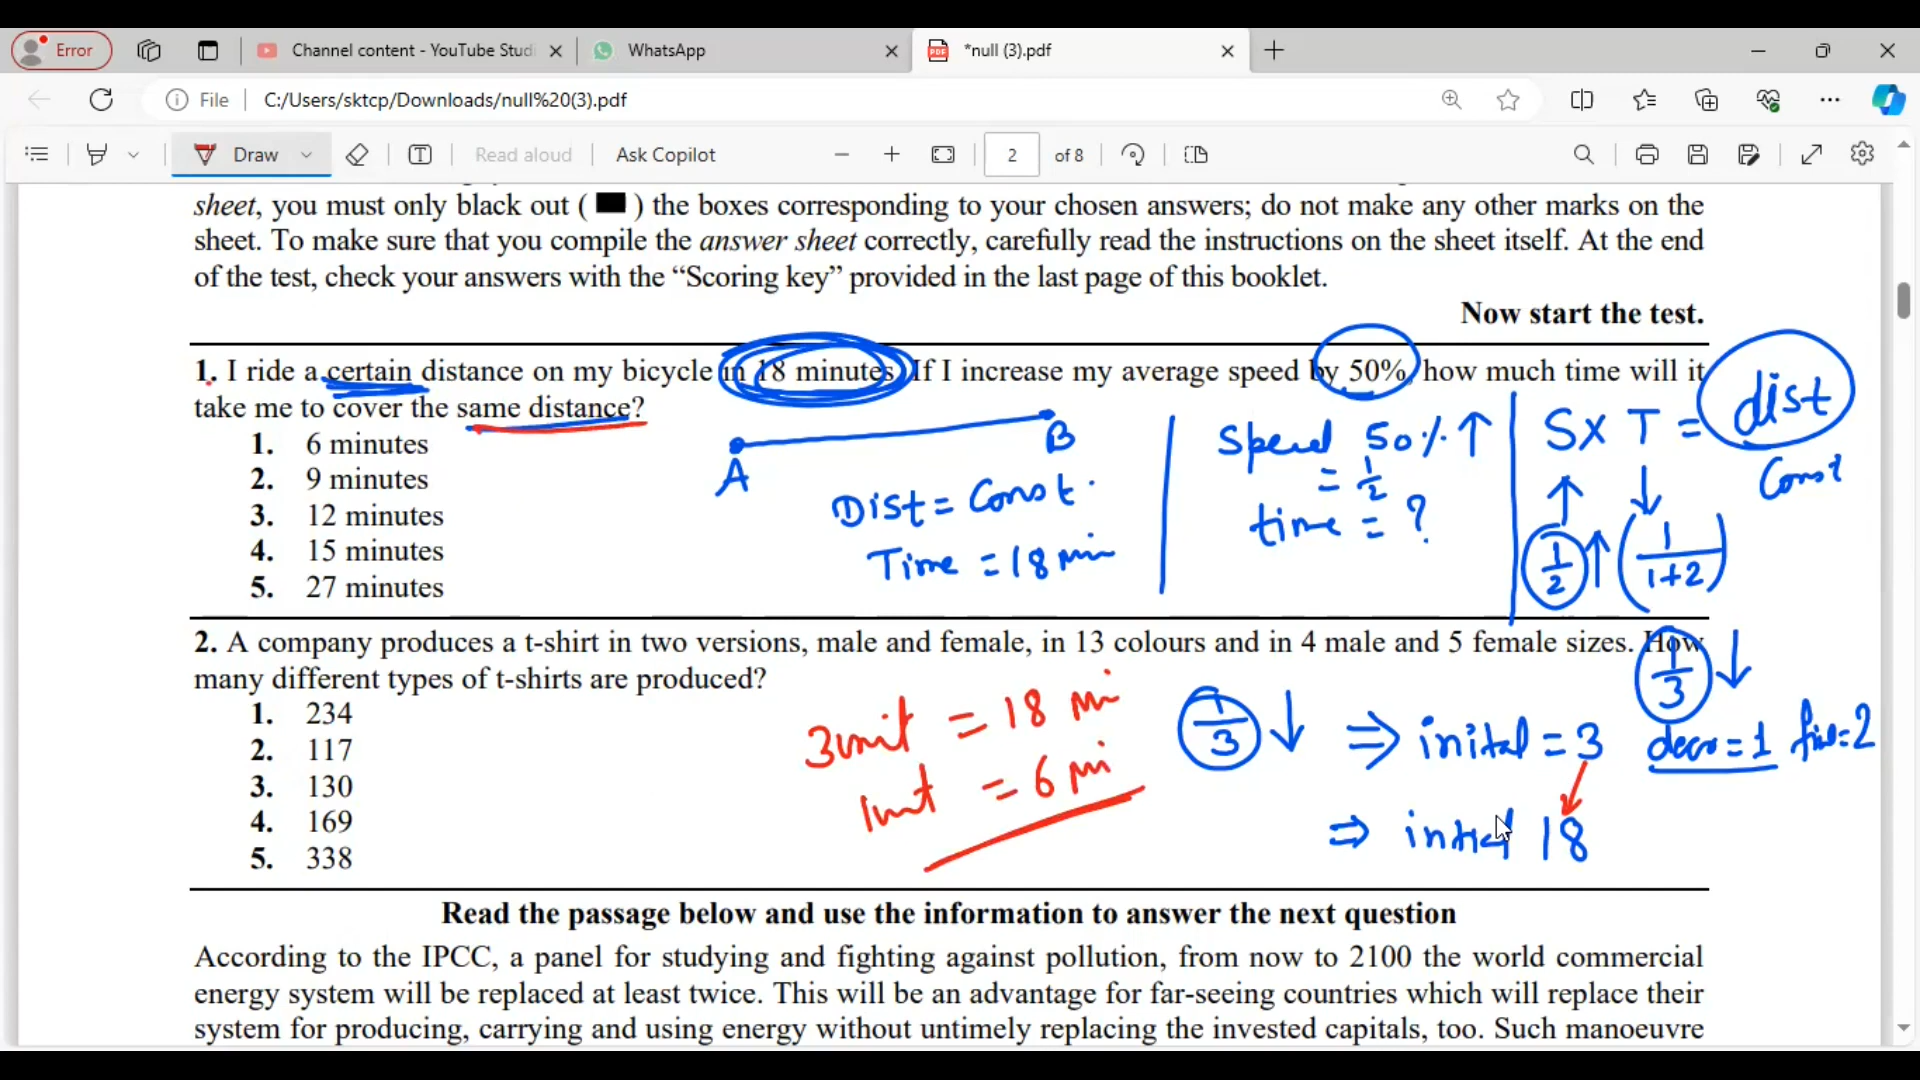 Error
Channel content - YouTube Studi
WhatsApp
*null (3).pdf
File
C:/Users/sktcp/Downloads/null%20(3).pdf
Draw
Read aloud
Ask Copilot
2
of 8
sheet, you must only black out ( ■ ) the boxes corresponding to your chosen answers; do not make any other marks on the
sheet. To make sure that you compile the answer sheet correctly, carefully read the instructions on the sheet itself. At the end
of the test, check your answers with the “Scoring key” provided in the last page of this booklet.
Now start the test.
1. I ride a certain distance on my bicycle in 18 minutes. If I increase my average speed by 50%, how much time will it
take me to cover the same distance?
1. 6 minutes
2. 9 minutes
3. 12 minutes
4. 15 minutes
5. 27 minutes
A
B
Dist = Const.
Time = 18 min
Speed 50% ↑
= 1/2
time = ?
S X T = dist
Const
↑ ↓
1/2 ↑ (1/1+2)
1/3 ↓
2. A company produces a t-shirt in two versions, male and female, in 13 colours and in 4 male and 5 female sizes. How
many different types of t-shirts are produced?
1. 234
2. 117
3. 130
4. 169
5. 338
3unit = 18 mi
1unt = 6 mi
1/3 ↓ ⇒ inital = 3 decr = 1 fin = 2
⇒ intial 18
Read the passage below and use the information to answer the next question
According to the IPCC, a panel for studying and fighting against pollution, from now to 2100 the world commercial
energy system will be replaced at least twice. This will be an advantage for far-seeing countries which will replace their
system for producing, carrying and using energy without untimely replacing the invested capitals, too. Such manoeuvre